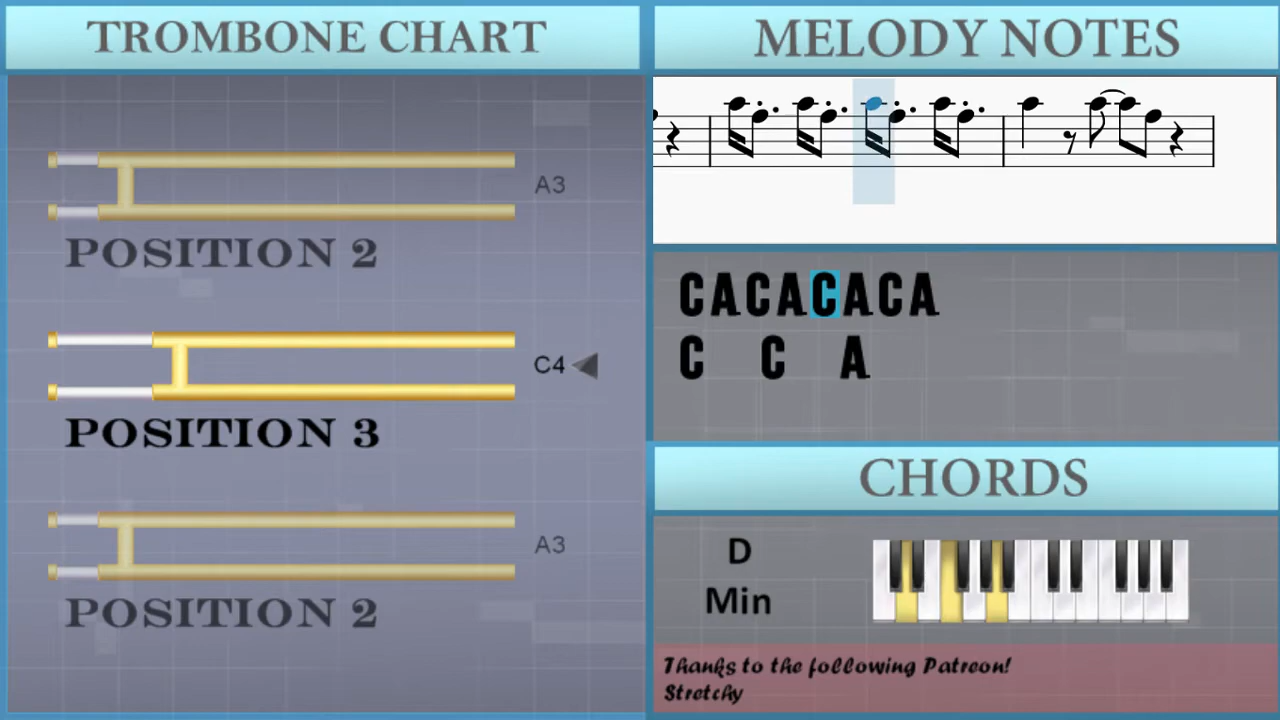 TROMBONE CHART
A3
POSITION 2
C4
POSITION 3
A3
POSITION 2
MELODY NOTES
CACACACA
C C A
CHORDS
D
Min
Thanks to the following Patreon!
Stretchy